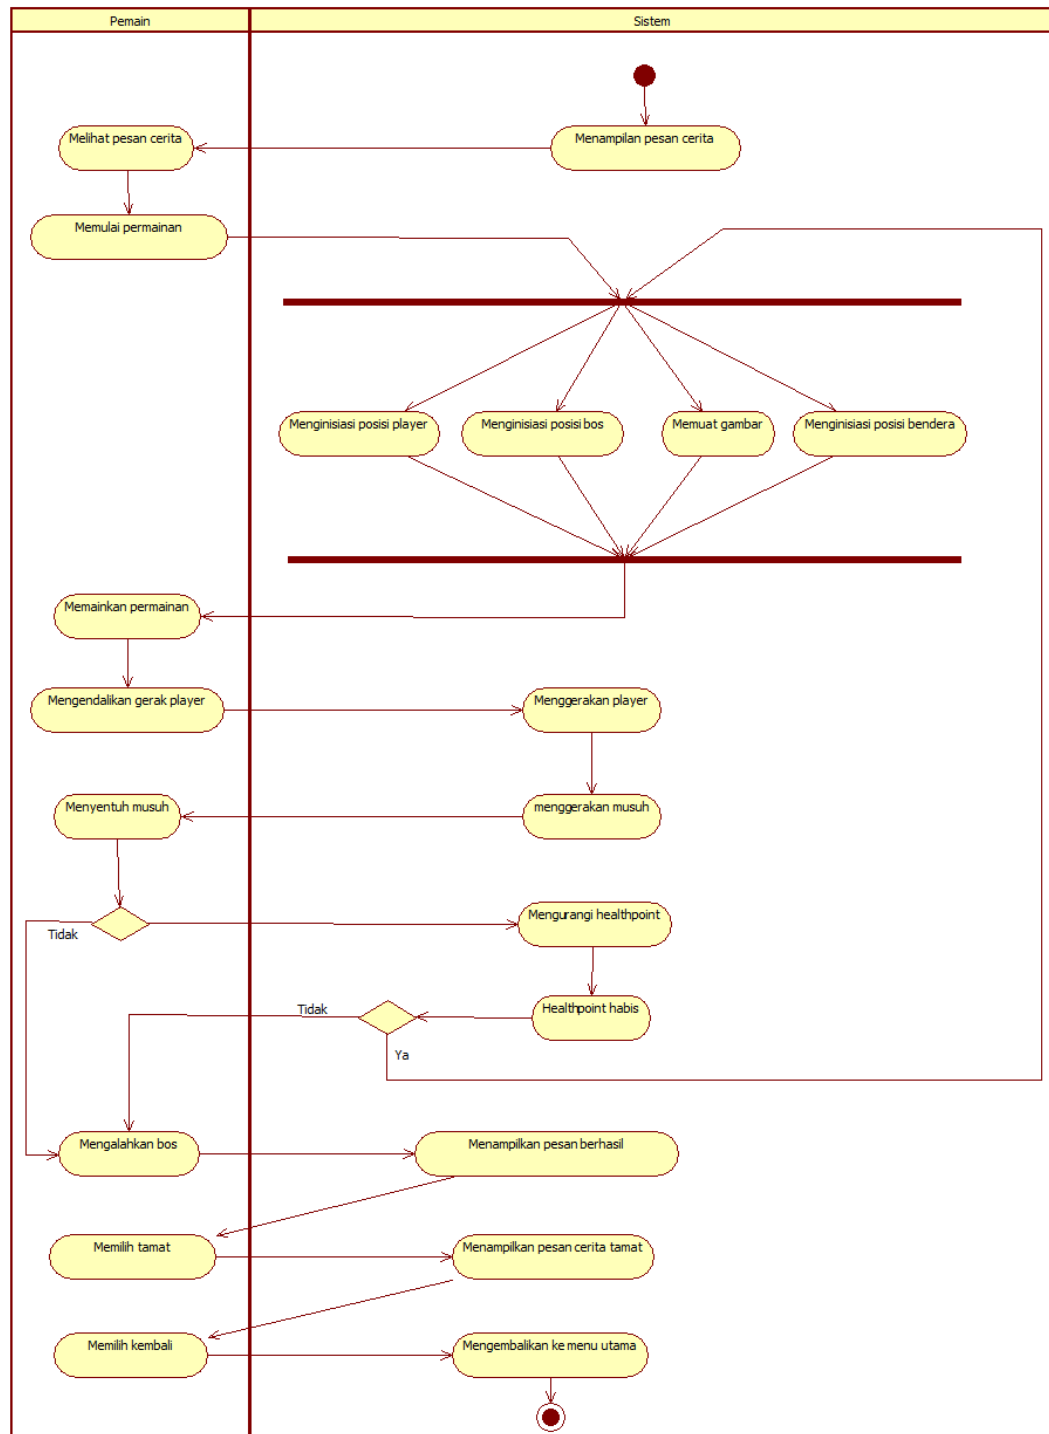 Pemain
Sistem
Melihat pesan cerita
Menampilan pesan cerita
Memulai permainan
Menginisiasi posisi player
Menginisiasi posisi bos
Memuat gambar
Menginisiasi posisi bendera
Memainkan permainan
Mengendalikan gerak player
Menggerakan player
Menyentuh musuh
menggerakan musuh
Mengurangi healthpoint
Tidak
Healthpoint habis
Tidak
Ya
Mengalahkan bos
Menampilkan pesan berhasil
Memilih tamat
Menampilkan pesan cerita tamat
Memilih kembali
Mengembalikan ke menu utama